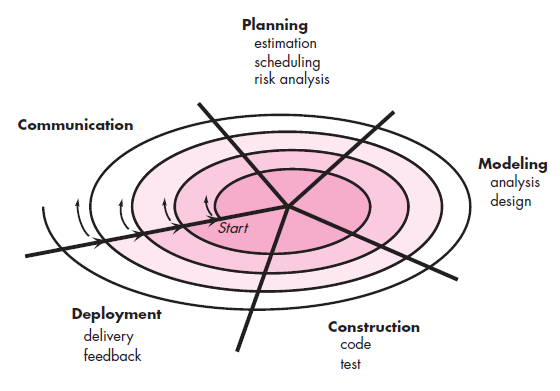 Planning
estimation
scheduling
risk analysis
Communication
Modeling
analysis
design
Start
Deployment
delivery
feedback
Construction
code
test